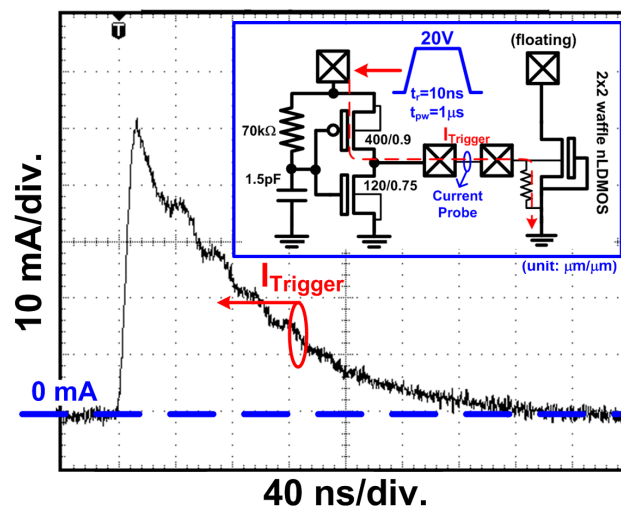 T
20V
(floating)
tr=10ns
tpw=1μs
70kΩ
400/0.9
ITrigger
1.5pF
120/0.75
Current
Probe
2x2 waffle nLDMOS
(unit: μm/μm)
ITrigger
10 mA/div.
0 mA
40 ns/div.